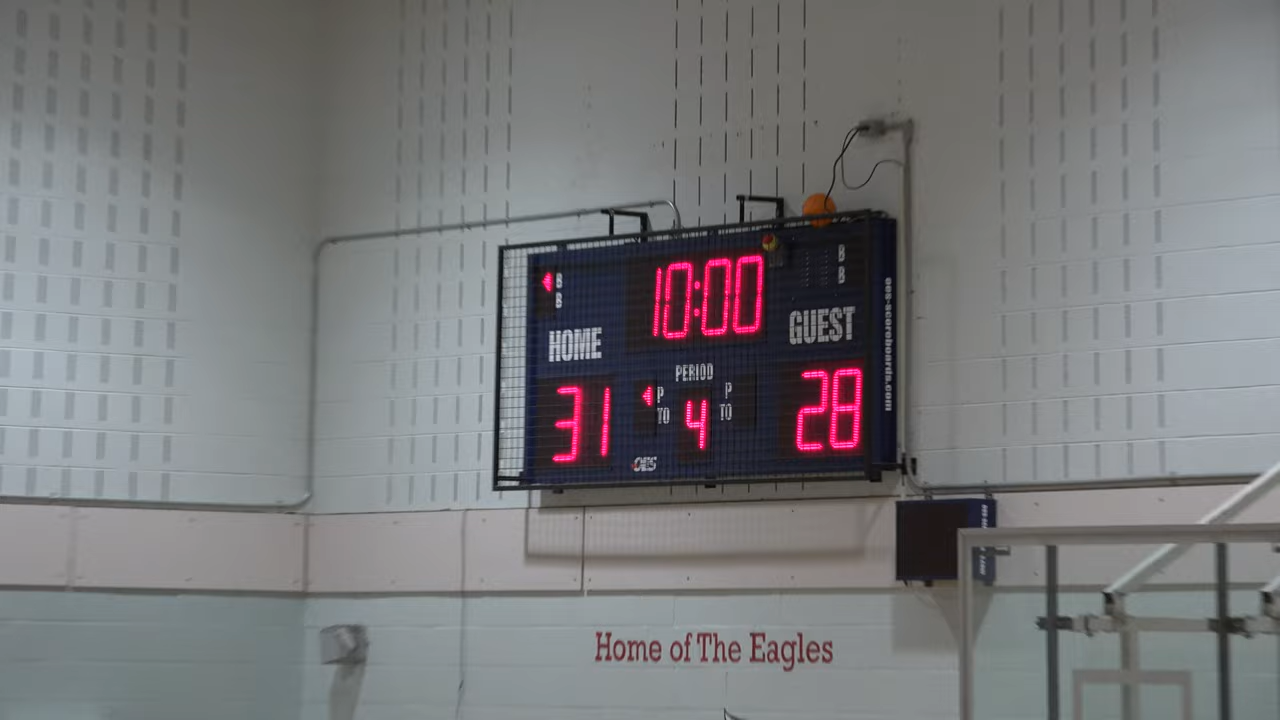 B
B
10:00
B
B
HOME
GUEST
PERIOD
31
P
TO
4
P
TO
28
OES
oes-scoreboards.com
Home of The Eagles